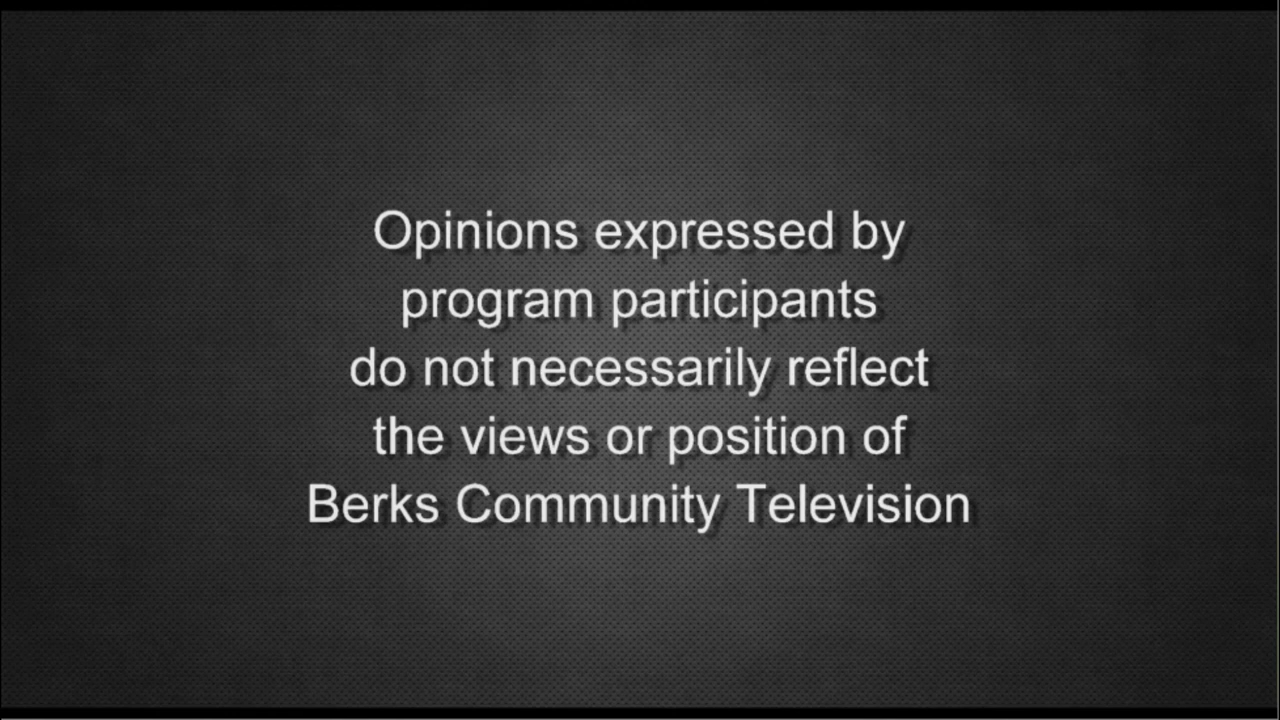 Opinions expressed by
program participants
do not necessarily reflect
the views or position of
Berks Community Television